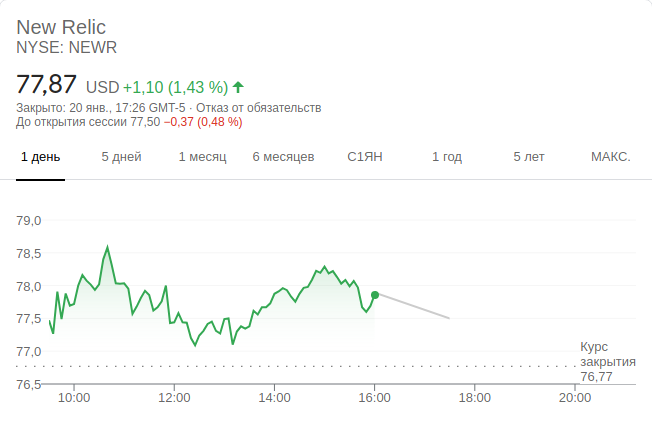 New Relic
NYSE: NEWR
77,87 USD +1,10 (1,43 %)
Закрыто: 20 янв., 17:26 GMT-5 · Отказ от обязательств
До открытия сессии 77,50 −0,37 (0,48 %)
1 день 5 дней 1 месяц 6 месяцев С1ЯН 1 год 5 лет МАКС.
79,0
78,5
78,0
77,5
77,0
Курс
закрытия
76,77
76,5
10:00 12:00 14:00 16:00 18:00 20:00